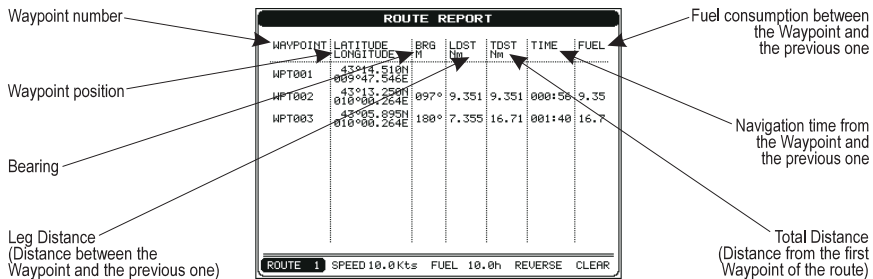 Waypoint number
Waypoint position
Bearing
Leg Distance
(Distance between the
Waypoint and the previous one)
ROUTE REPORT
WAYPOINT LATITUDE BRG LDST TDST TIME FUEL
LONGITUDE M Nm Nm
WPT001 43°14.510N
009°47.546E
WPT002 43°13.250N 097° 9.351 9.351 000:56 9.35
010°00.264E
WPT003 43°05.895N 180° 7.355 16.71 001:40 16.7
010°00.264E
ROUTE 1 SPEED 10.0Kts FUEL 10.0h REVERSE CLEAR
Fuel consumption between
the Waypoint and
the previous one
Navigation time from
the Waypoint and
the previous one
Total Distance
(Distance from the first
Waypoint of the route)